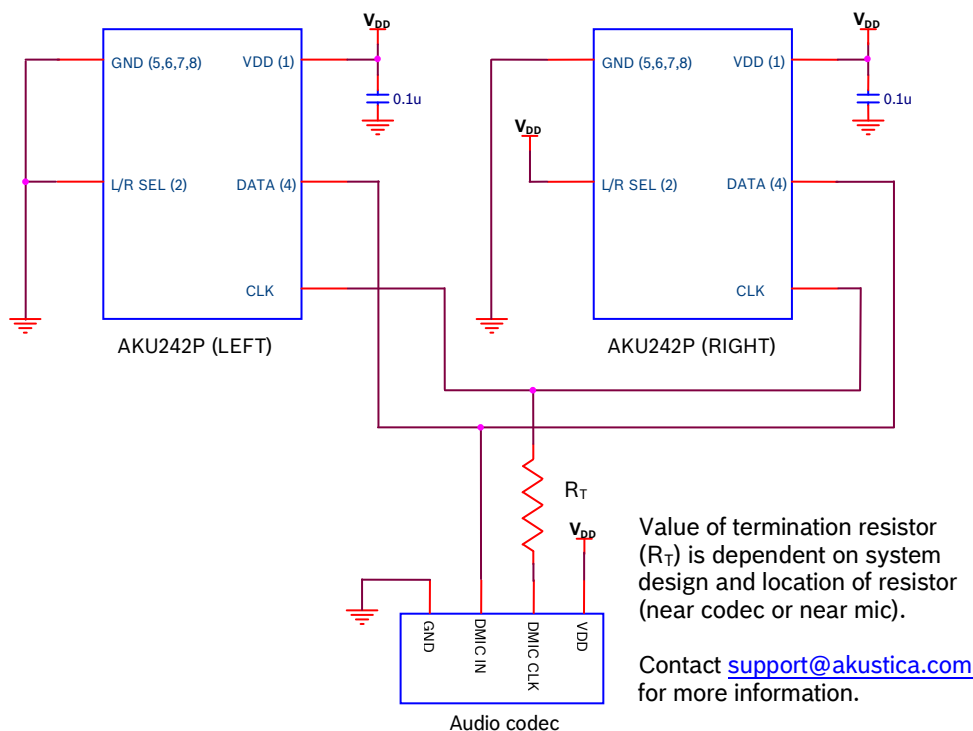 VDD
VDD
GND (5,6,7,8)
VDD (1)
GND (5,6,7,8)
VDD (1)
0.1u
0.1u
VDD
L/R SEL (2)
DATA (4)
L/R SEL (2)
DATA (4)
CLK
CLK
AKU242P (LEFT)
AKU242P (RIGHT)
RT
VDD
Value of termination resistor
(RT) is dependent on system
design and location of resistor
(near codec or near mic).
GND
DMIC IN
DMIC CLK
VDD
Contact support@akustica.com
for more information.
Audio codec